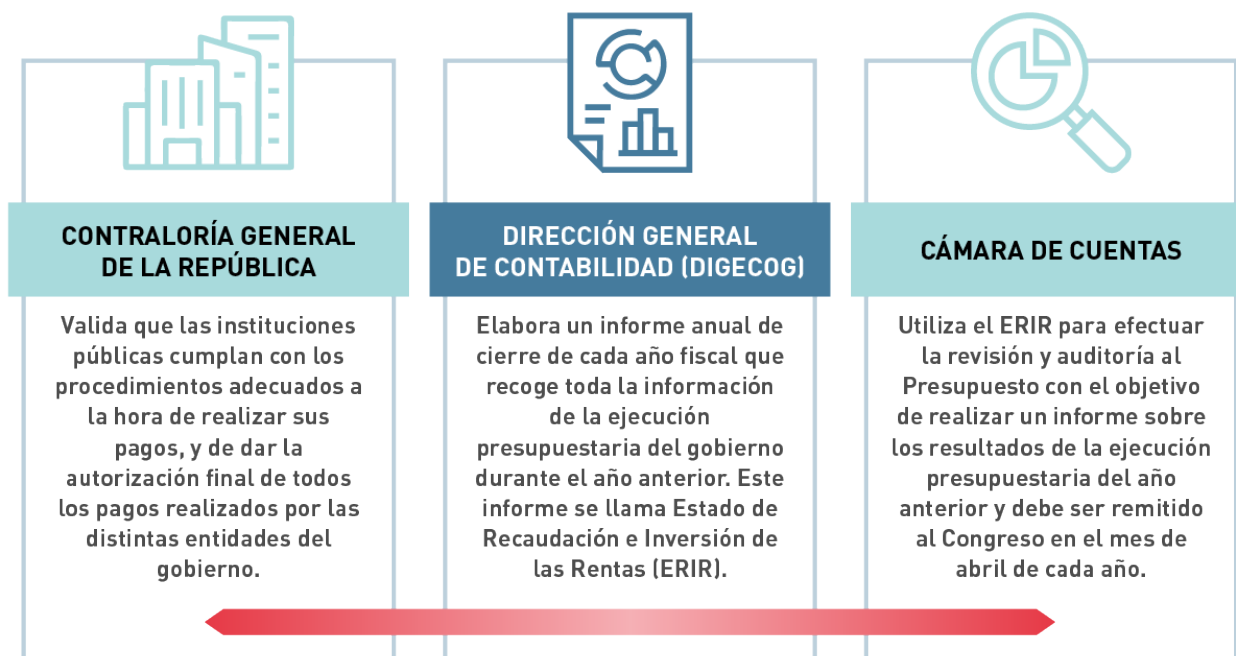 CONTRALORÍA GENERAL
DE LA REPÚBLICA
Valida que las instituciones
públicas cumplan con los
procedimientos adecuados a
la hora de realizar sus
pagos, y de dar la
autorización final de todos
los pagos realizados por las
distintas entidades del
gobierno.
DIRECCIÓN GENERAL
DE CONTABILIDAD (DIGECOG)
Elabora un informe anual de
cierre de cada año fiscal que
recoge toda la información
de la ejecución
presupuestaria del gobierno
durante el año anterior. Este
informe se llama Estado de
Recaudación e Inversión de
las Rentas (ERIR).
CÁMARA DE CUENTAS
Utiliza el ERIR para efectuar
la revisión y auditoría al
Presupuesto con el objetivo
de realizar un informe sobre
los resultados de la ejecución
presupuestaria del año
anterior y debe ser remitido
al Congreso en el mes de
abril de cada año.